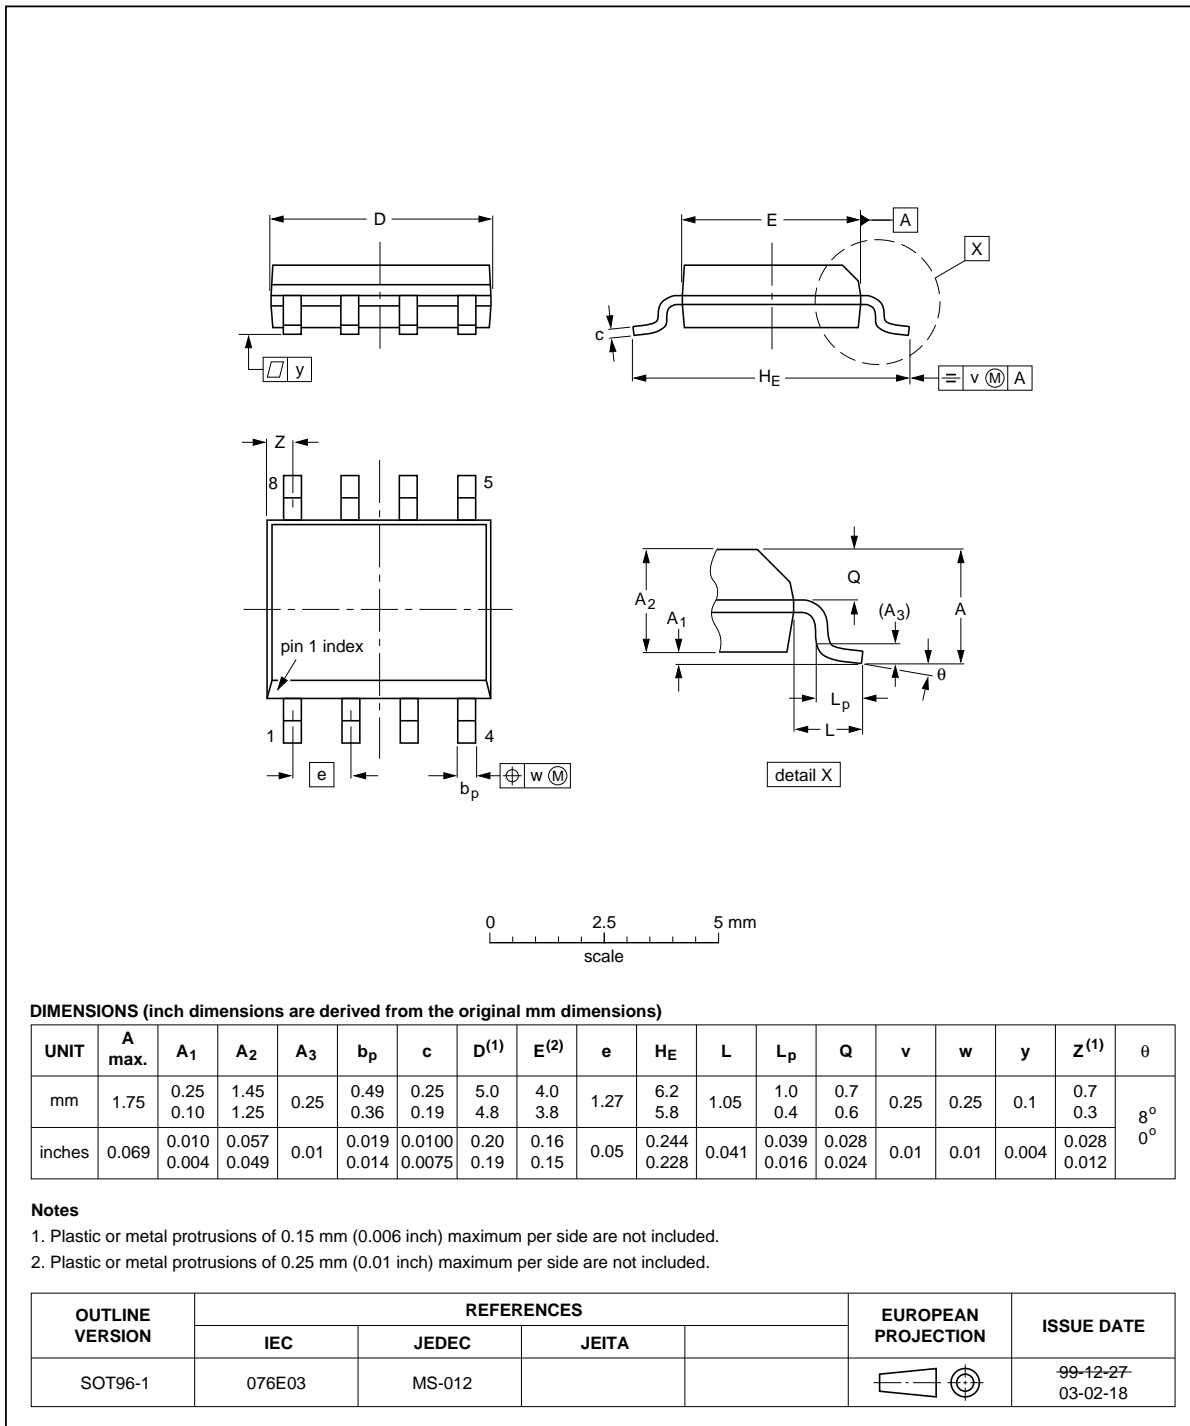 D
E
A
X
c
y
HE
= v M A
Z
8
5
pin 1 index
1
4
e
bp
w M
A2
A1
Q
(A3)
A
θ
Lp
L
detail X
0 2.5 5 mm
scale
DIMENSIONS (inch dimensions are derived from the original mm dimensions)
UNIT A max. A1 A2 A3 bp c D(1) E(2) e HE L Lp Q v w y Z(1) θ
mm 1.75 0.25 0.10 1.45 1.25 0.25 0.49 0.36 0.25 0.19 5.0 4.8 4.0 3.8 1.27 6.2 5.8 1.05 1.0 0.4 0.7 0.6 0.25 0.25 0.1 0.7 0.3 8° 0°
inches 0.069 0.010 0.004 0.057 0.049 0.01 0.019 0.014 0.0100 0.0075 0.20 0.19 0.16 0.15 0.05 0.244 0.228 0.041 0.039 0.016 0.028 0.024 0.01 0.01 0.004 0.028 0.012
Notes
1. Plastic or metal protrusions of 0.15 mm (0.006 inch) maximum per side are not included.
2. Plastic or metal protrusions of 0.25 mm (0.01 inch) maximum per side are not included.
OUTLINE VERSION REFERENCES EUROPEAN PROJECTION ISSUE DATE
IEC JEDEC JEITA
SOT96-1 076E03 MS-012 99-12-27
03-02-18